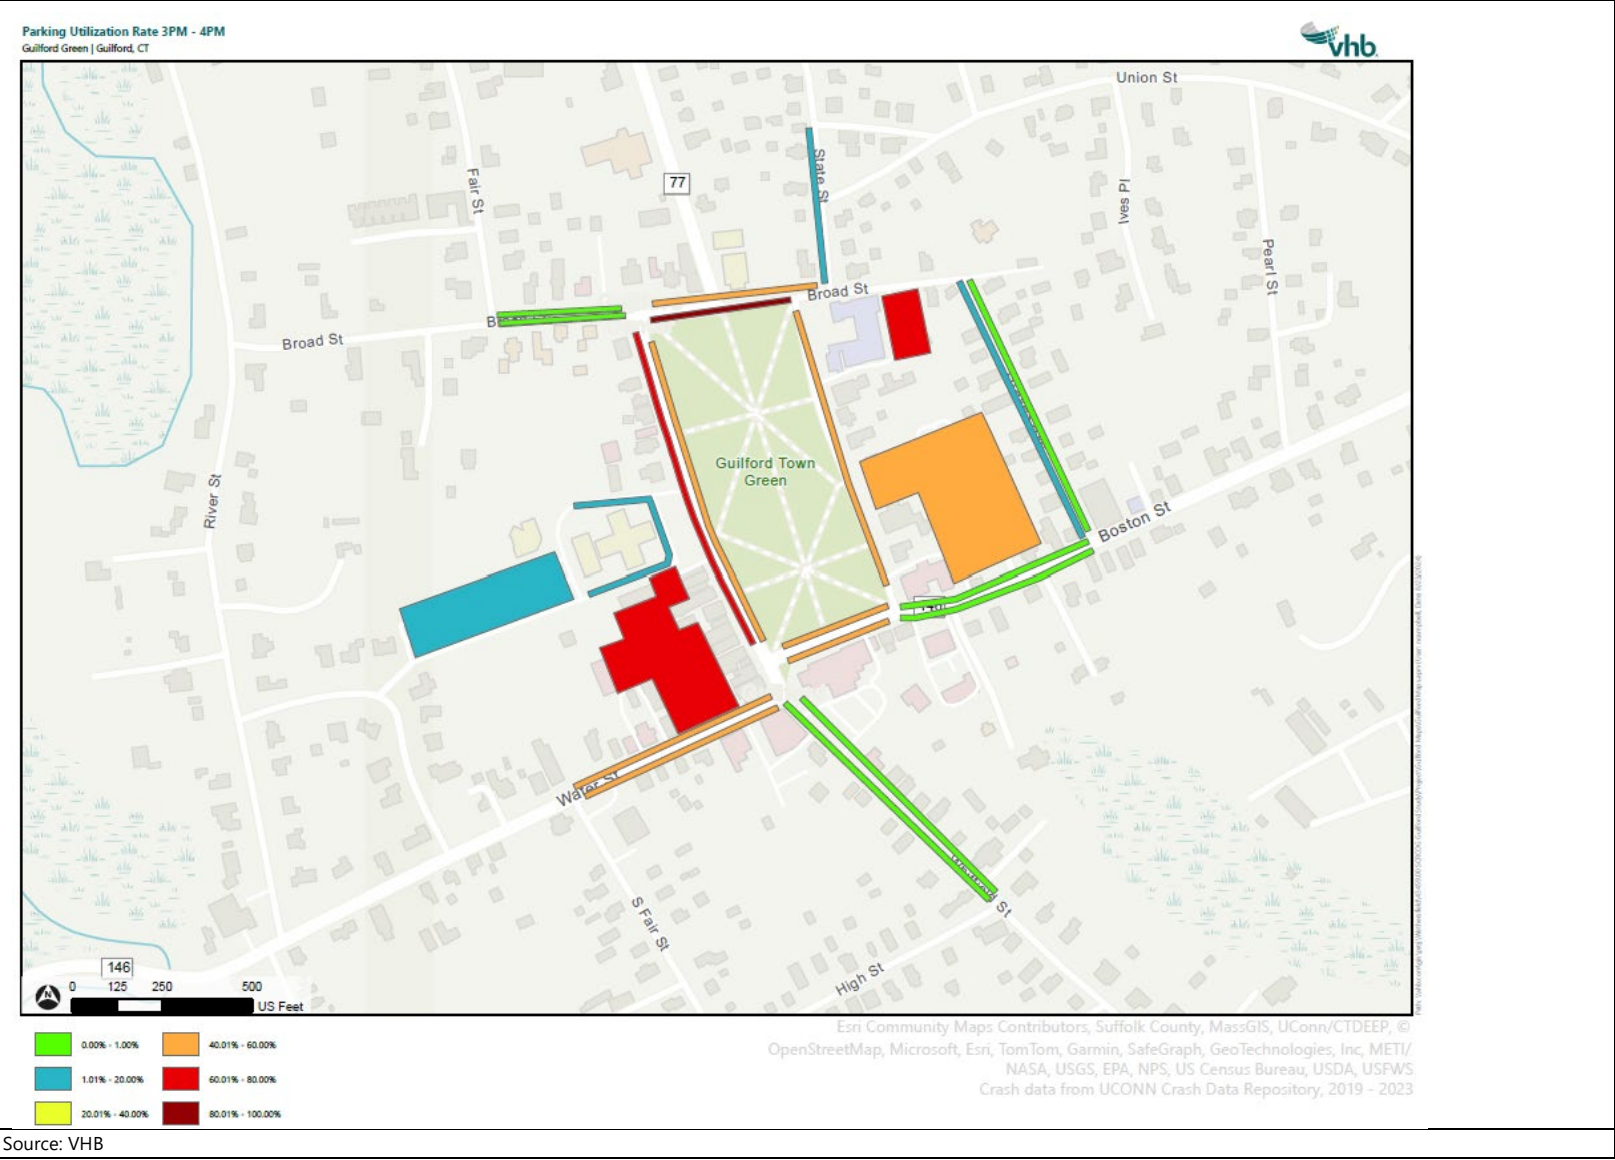 Parking Utilization Rate 3PM - 4PM
Guilford Green | Guilford, CT
vhb
Union St
Fair St
77
State St
Ives Pl
Pearl St
Broad St
Broad St
Guilford Town
Green
River St
Boston St
Water St
S Fair St
St
High St
146
0 125 250 500
US Feet
N
Esri Community Maps Contributors, Suffolk County, MassGIS, UConn/CTDEEP, ©
OpenStreetMap, Microsoft, Esri, TomTom, Garmin, SafeGraph, GeoTechnologies, Inc, METI/
NASA, USGS, EPA, NPS, US Census Bureau, USDA, USFWS
Crash data from UCONN Crash Data Repository, 2019 - 2023
0.00% - 1.00%
40.01% - 60.00%
1.01% - 20.00%
60.01% - 80.00%
20.01% - 40.00%
80.01% - 100.00%
Source: VHB